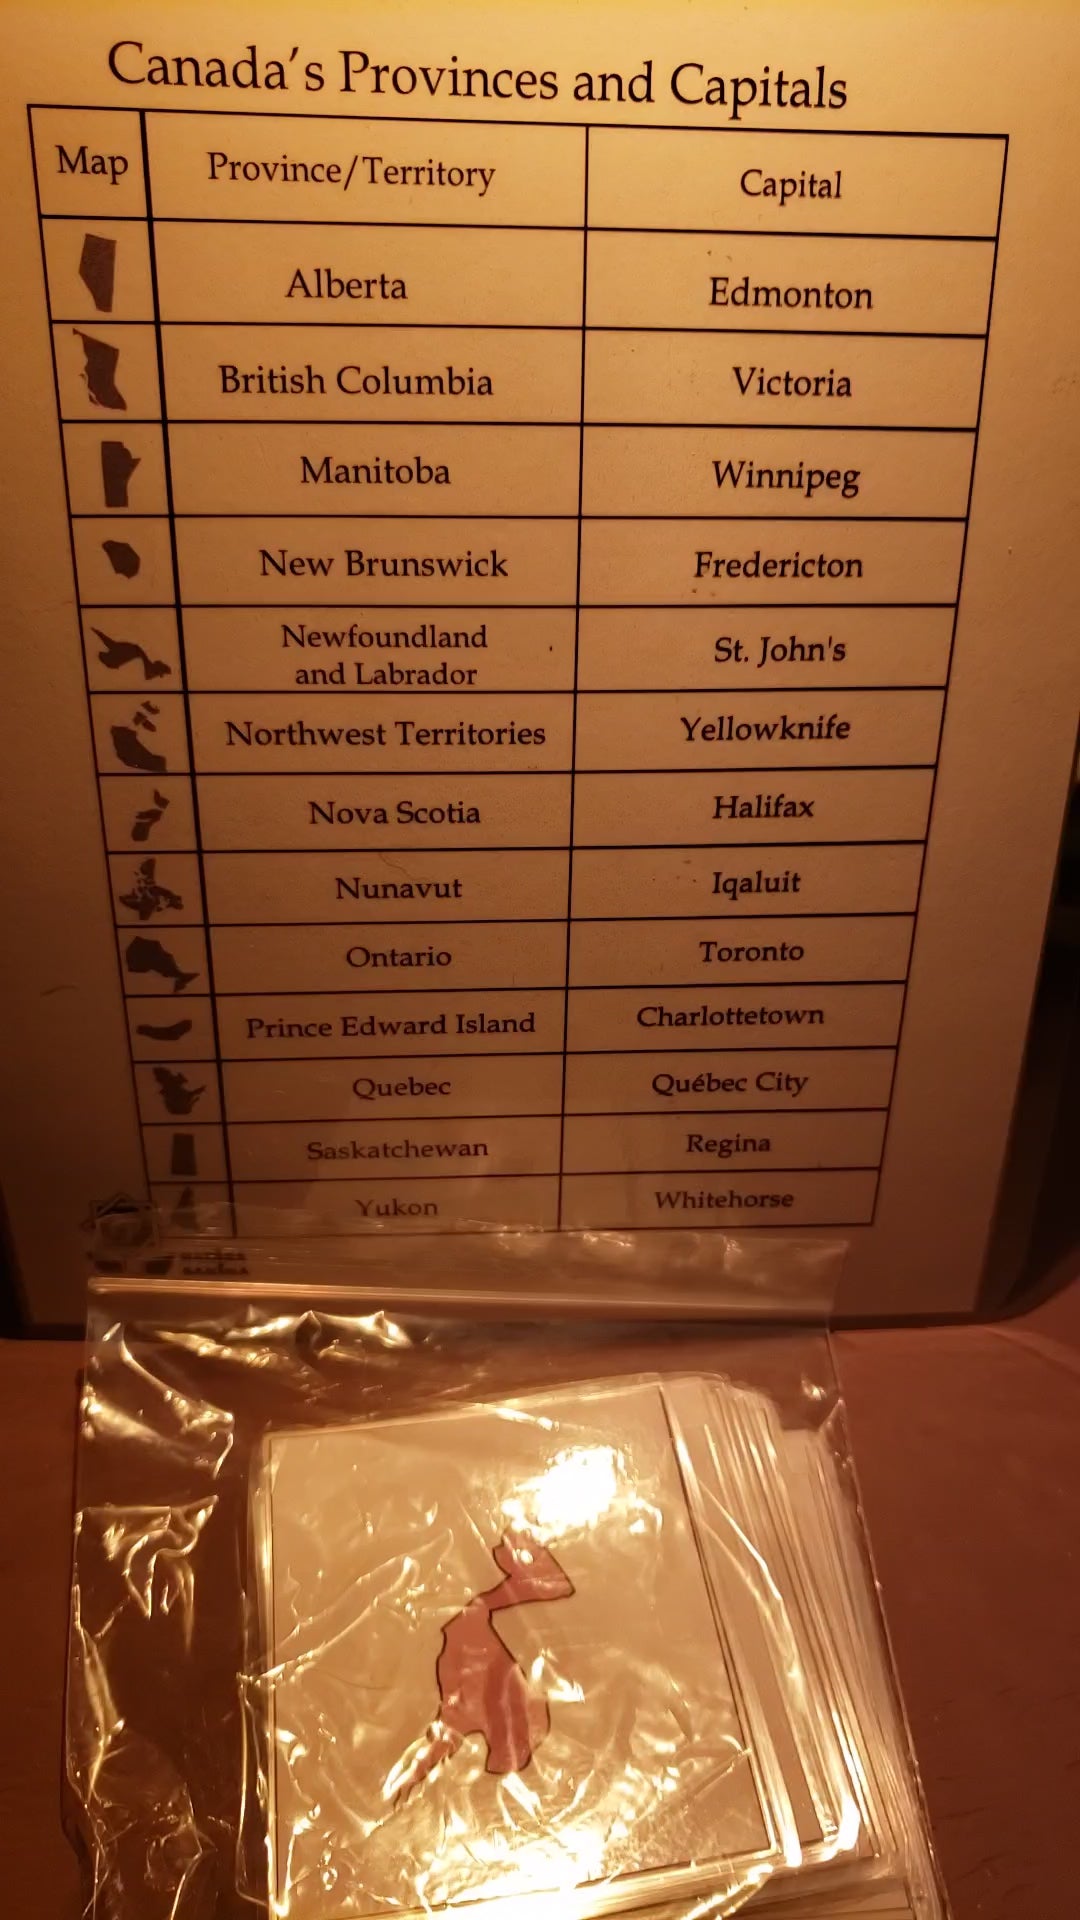 Canada's Provinces and Capitals
Map Province/Territory Capital
Alberta Edmonton
British Columbia Victoria
Manitoba Winnipeg
New Brunswick Fredericton
Newfoundland
and Labrador St. John's
Northwest Territories Yellowknife
Nova Scotia Halifax
Nunavut Iqaluit
Ontario Toronto
Prince Edward Island Charlottetown
Quebec Québec City
Saskatchewan Regina
Yukon Whitehorse